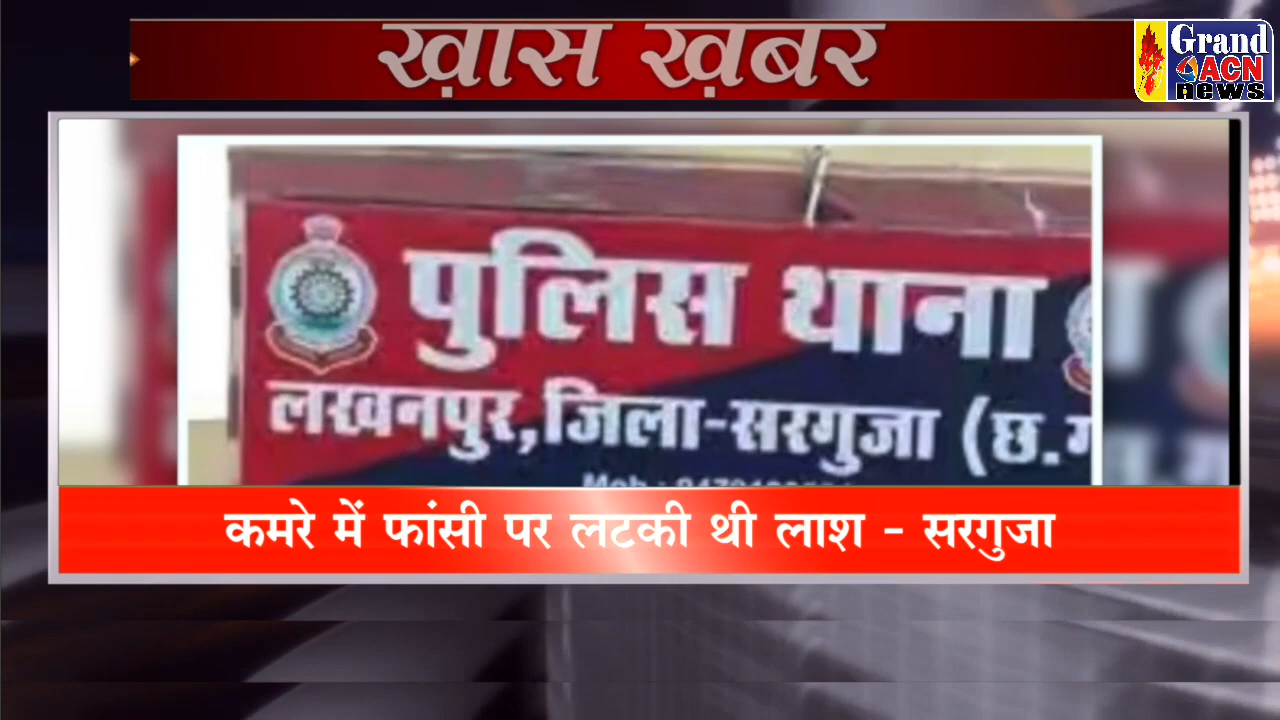 ख़ास ख़बर
Grand
ACN
news
पुलिस थाना
लखनपुर, जिला-सरगुजा (छ.ग
कमरे में फांसी पर लटकी थी लाश - सरगुजा